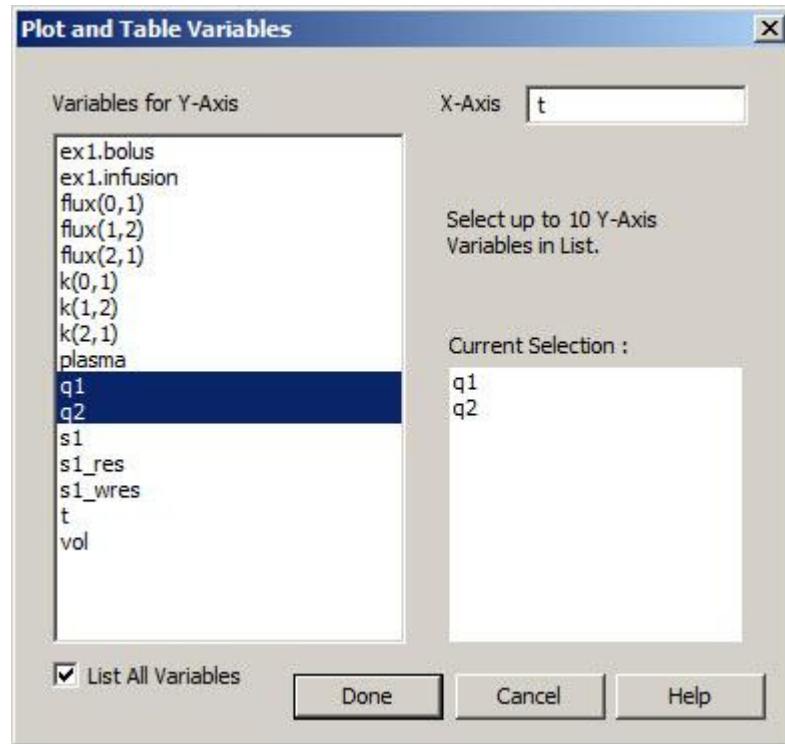 Plot and Table Variables
Variables for Y-Axis
ex1.bolus
ex1.infusion
flux(0,1)
flux(1,2)
flux(2,1)
k(0,1)
k(1,2)
k(2,1)
plasma
q1
q2
s1
s1_res
s1_wres
t
vol
List All Variables
X-Axis
t
Select up to 10 Y-Axis
Variables in List.
Current Selection :
q1
q2
Done
Cancel
Help